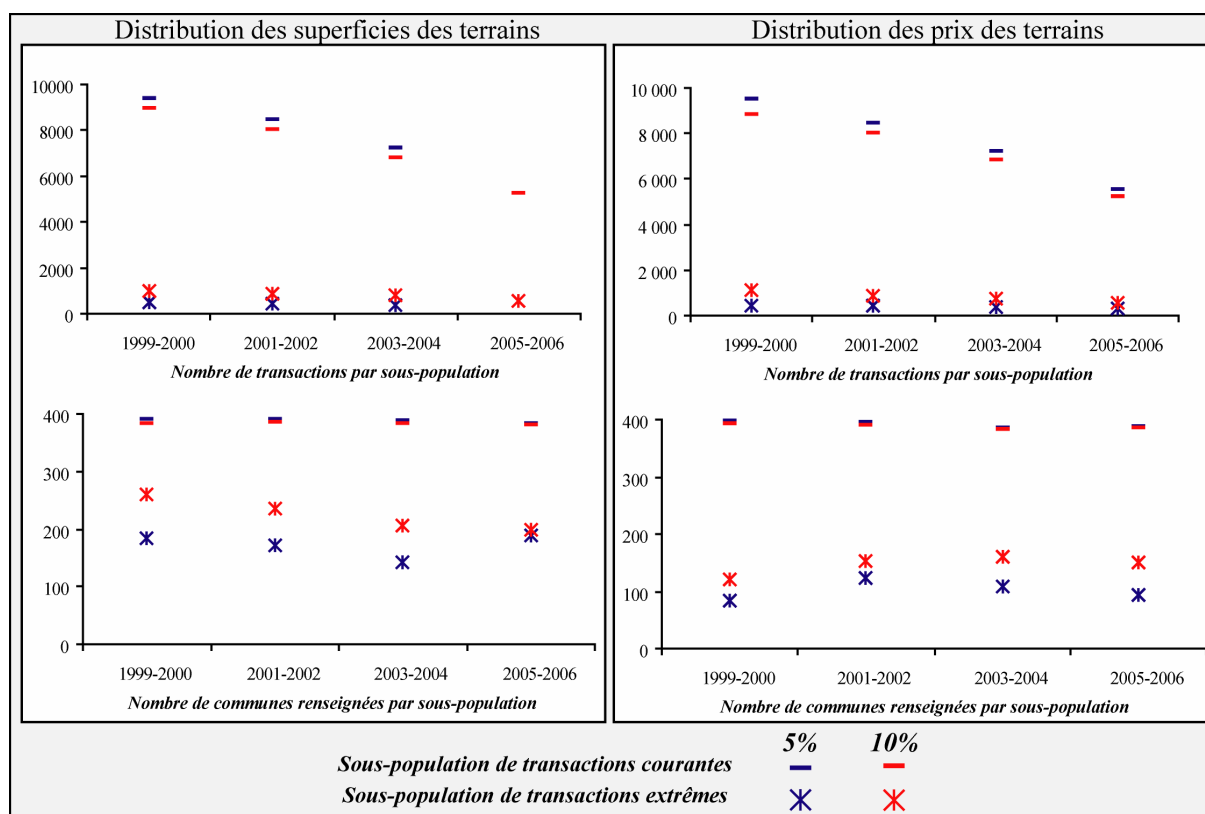 Distribution des superficies des terrains
10000
8000
6000
4000
2000
0
1999-2000 2001-2002 2003-2004 2005-2006
Nombre de transactions par sous-population
400
300
200
100
0
1999-2000 2001-2002 2003-2004 2005-2006
Nombre de communes renseignées par sous-population
Distribution des prix des terrains
10 000
8 000
6 000
4 000
2 000
0
1999-2000 2001-2002 2003-2004 2005-2006
Nombre de transactions par sous-population
400
300
200
100
0
1999-2000 2001-2002 2003-2004 2005-2006
Nombre de communes renseignées par sous-population
5% 10%
Sous-population de transactions courantes
Sous-population de transactions extrêmes